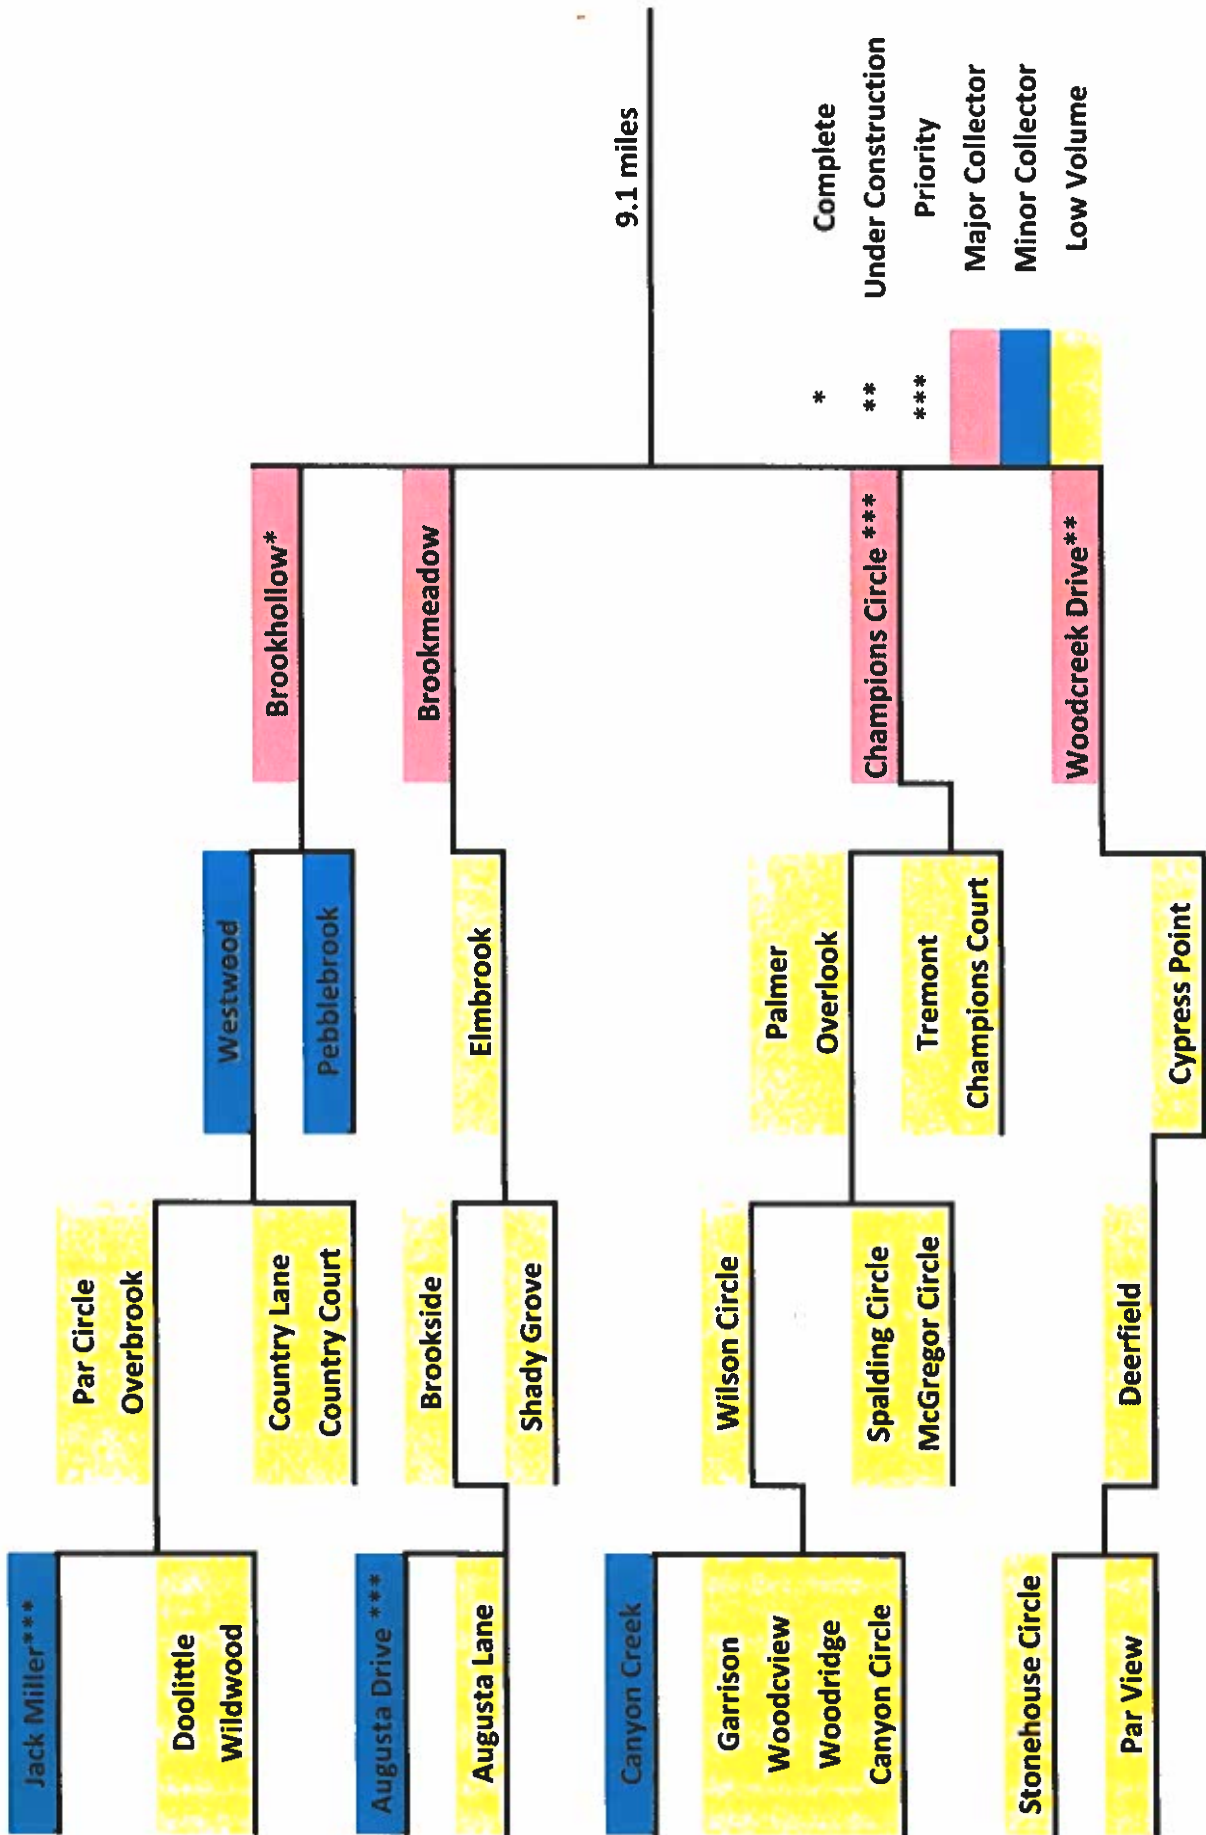 Jack Miller***
Doolittle
Wildwood
Augusta Drive ***
Augusta Lane
Canyon Creek
Garrison
Woodcview
Woodridge
Canyon Circle
Stonehouse Circle
Par View
Par Circle
Overbrook
Country Lane
Country Court
Brookside
Shady Grove
Wilson Circle
Spalding Circle
McGregor Circle
Deerfield
Westwood
Pebblebrook
Elmbrook
Palmer
Overlook
Tremont
Champions Court
Cypress Point
Brookhollow*
Brookmeadow
Champions Circle ***
Woodcreek Drive**
9.1 miles
* Complete
** Under Construction
*** Priority
Major Collector
Minor Collector
Low Volume